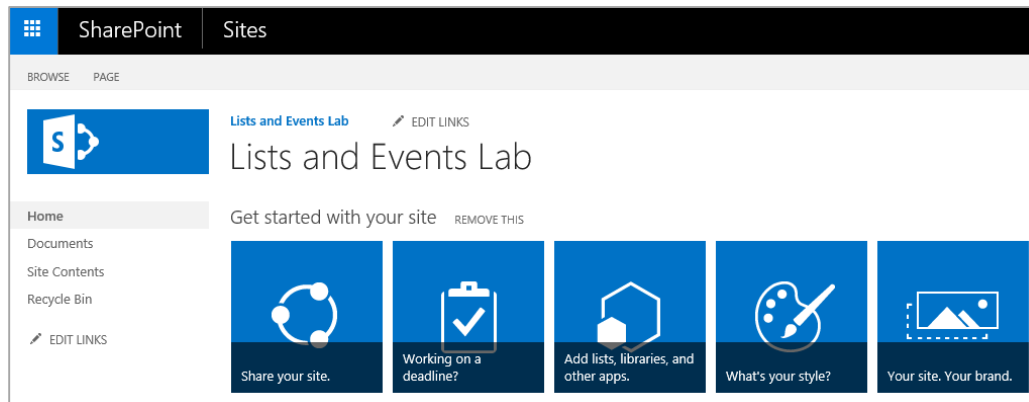 SharePoint Sites
BROWSE PAGE
S
Lists and Events Lab EDIT LINKS
Lists and Events Lab
Home
Documents
Site Contents
Recycle Bin
EDIT LINKS
Get started with your site REMOVE THIS
Share your site.
Working on a
deadline?
Add lists, libraries, and
other apps.
What's your style?
Your site. Your brand.